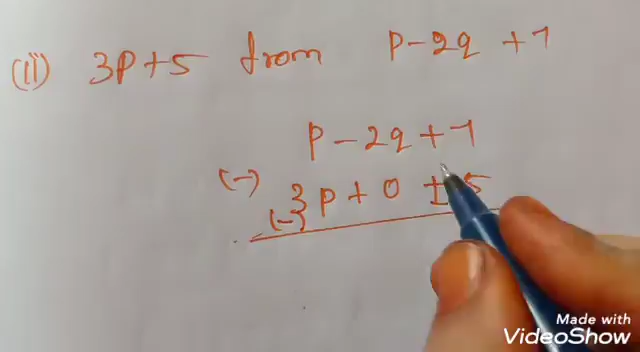 (ii) 3p+5 from p-2q+7
p-2q+7
(-) 3p+0±5
(-)
Made with
VideoShow